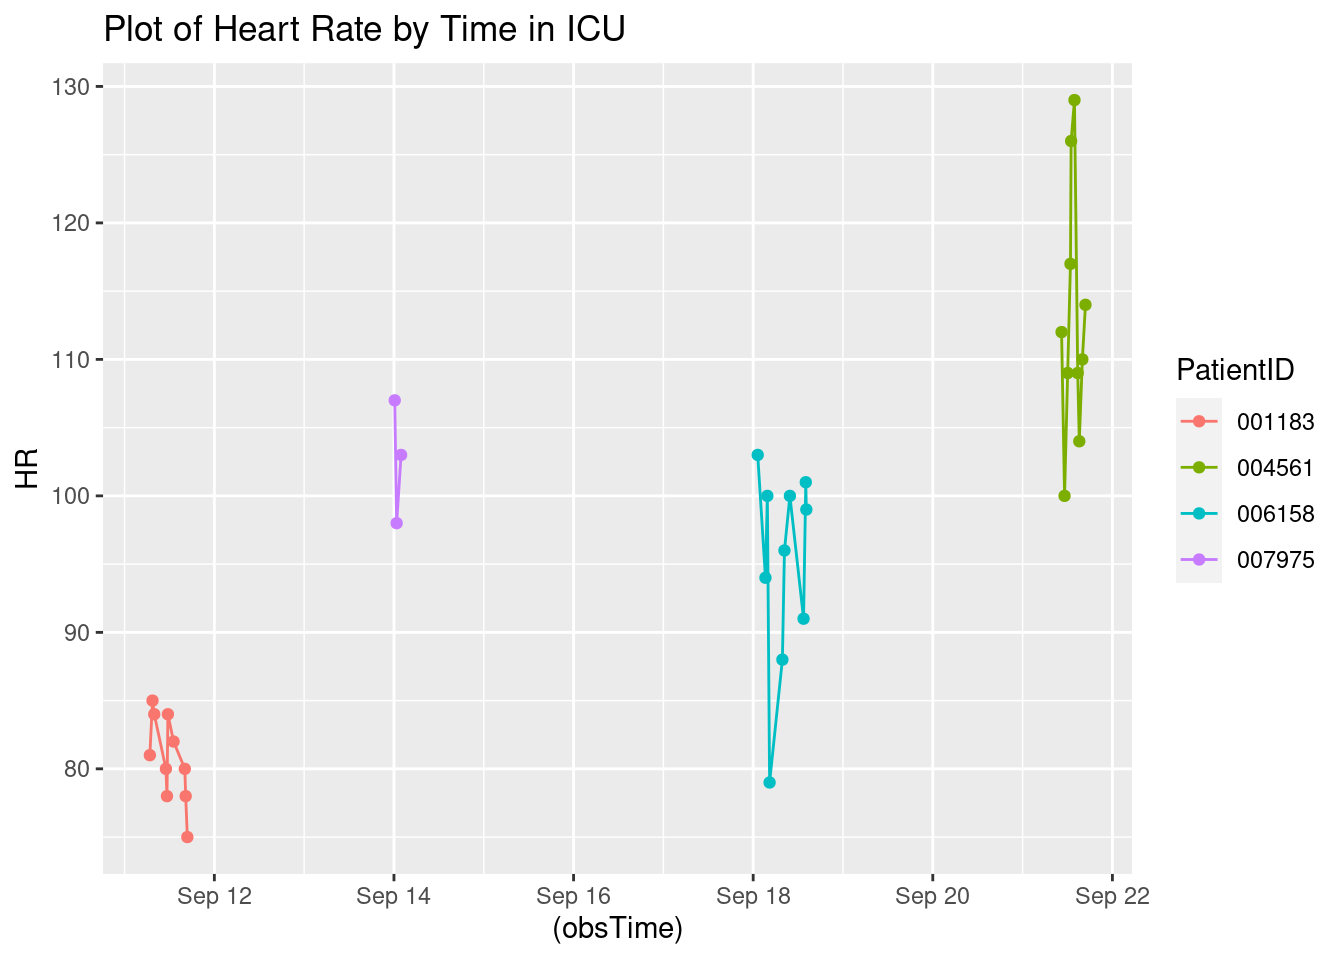 Plot of Heart Rate by Time in ICU
130
120
110
100
90
80
HR
Sep 12
Sep 14
Sep 16
Sep 18
Sep 20
Sep 22
(obsTime)
PatientID
001183
004561
006158
007975